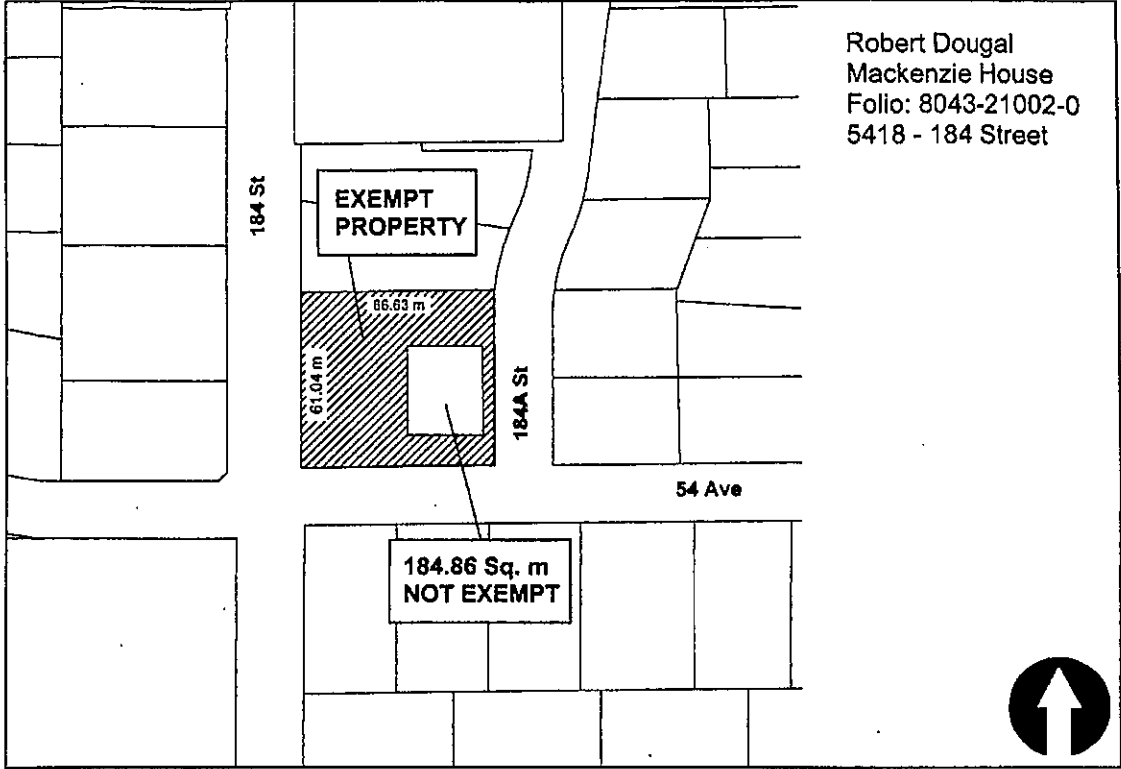 Robert Dougal
Mackenzie House
Folio: 8043-21002-0
5418 - 184 Street
184 St
EXEMPT
PROPERTY
66.63 m
61.04 m
184A St
54 Ave
184.86 Sq. m
NOT EXEMPT